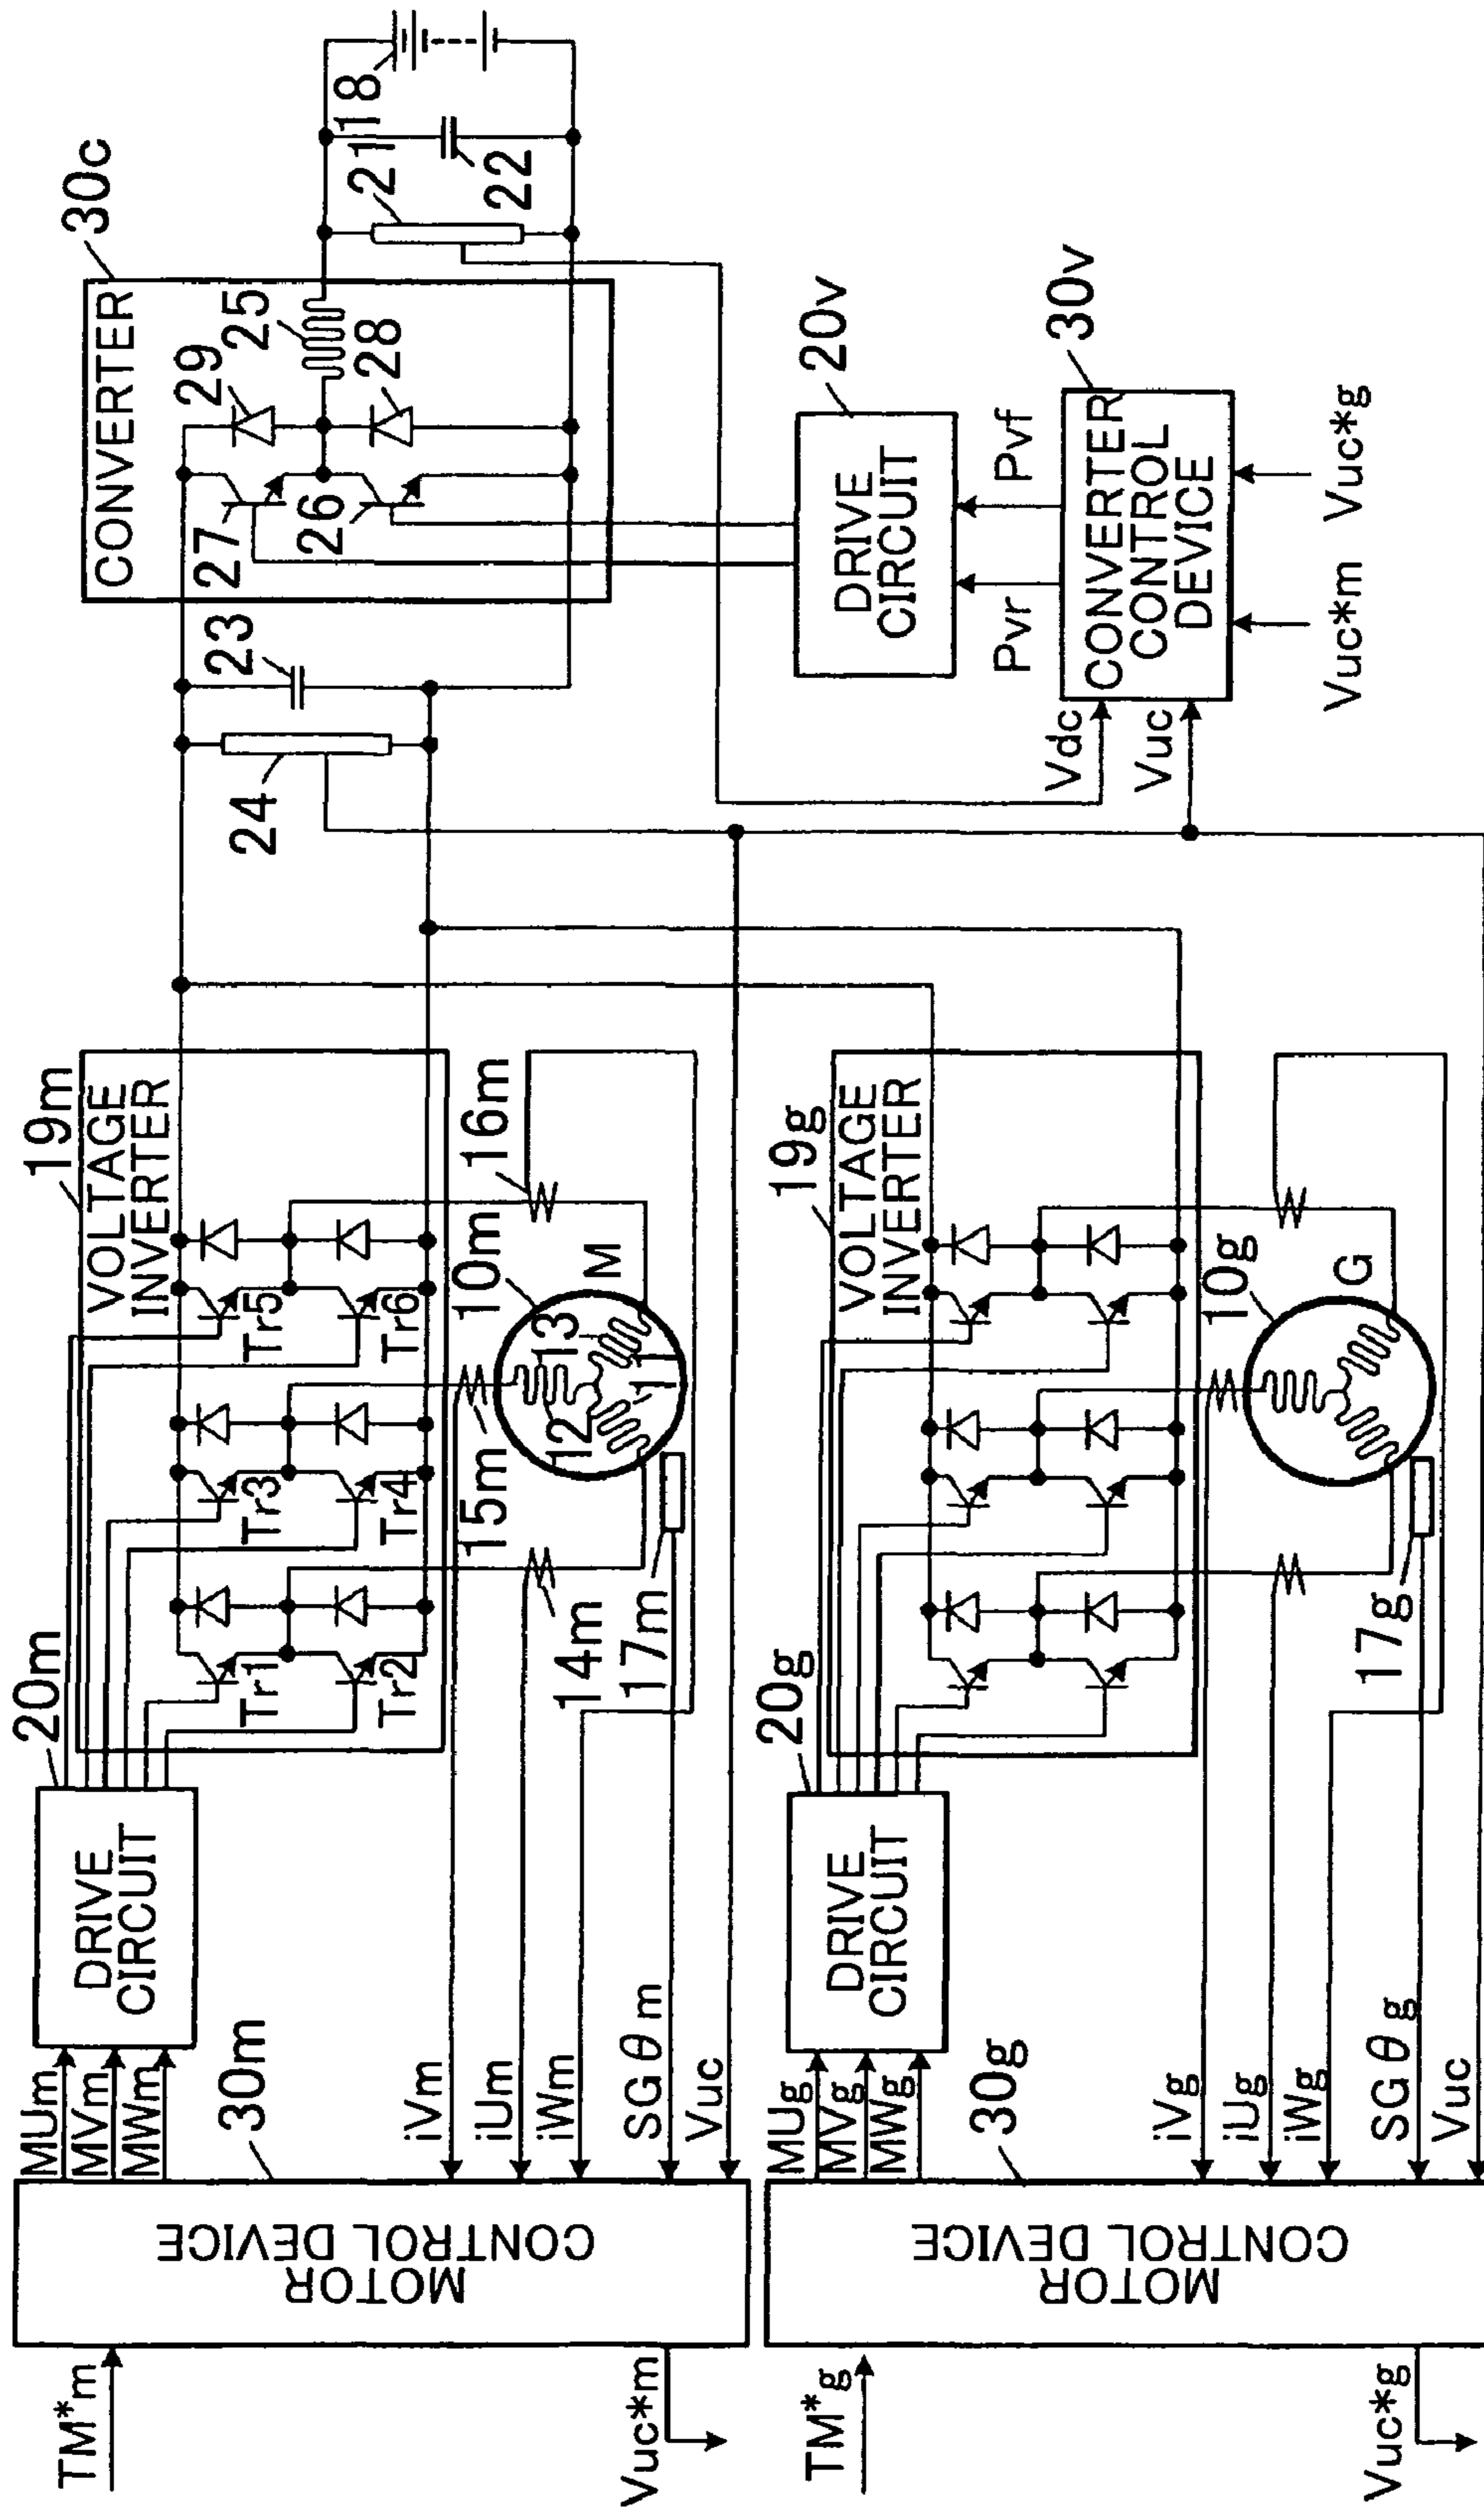 TM*m
Vuc*m
MOTOR
CONTROL DEVICE
30m
MUm
MVm
MWm
iVm
iUm
iWm
SGθm
Vuc
DRIVE
CIRCUIT
20m
19m
VOLTAGE
INVERTER
Tr1
Tr2
Tr3
Tr4
Tr5
Tr6
14m
15m
16m
17m
10m
M
11
12
13
24
23
30c
CONVERTER
27
26
29
28
25
21
22
18
DRIVE
CIRCUIT
20v
Pvr
Pvf
CONVERTER
CONTROL
DEVICE
30v
Vdc
Vuc
Vuc*m
Vuc*g
TM*g
Vuc*g
MOTOR
CONTROL DEVICE
30g
MUg
MVg
MWg
iVg
iUg
iWg
SGθg
Vuc
DRIVE
CIRCUIT
20g
19g
VOLTAGE
INVERTER
17g
10g
G